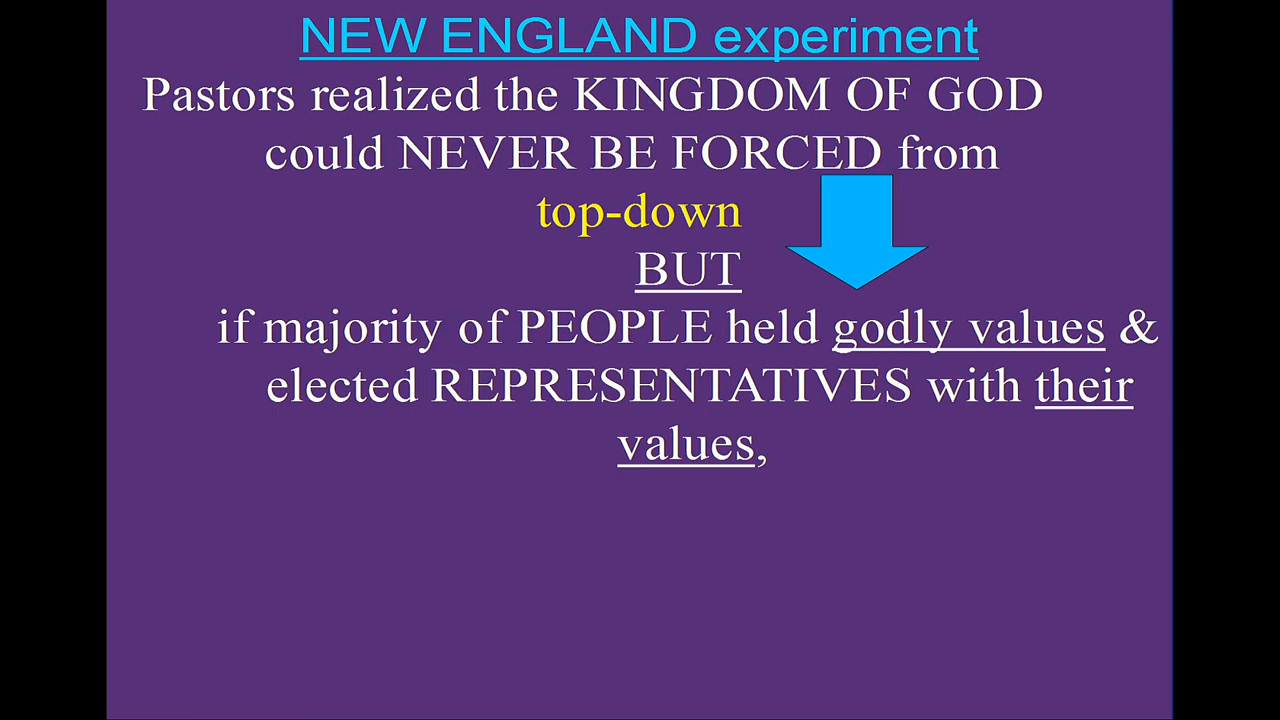 NEW ENGLAND experiment
Pastors realized the KINGDOM OF GOD
could NEVER BE FORCED from
top-down
BUT
if majority of PEOPLE held godly values &
elected REPRESENTATIVES with their
values,